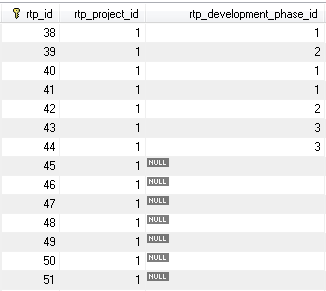 rtp_id rtp_project_id rtp_development_phase_id
38 1 1
39 1 2
40 1 1
41 1 1
42 1 2
43 1 3
44 1 3
45 1 NULL
46 1 NULL
47 1 NULL
48 1 NULL
49 1 NULL
50 1 NULL
51 1 NULL